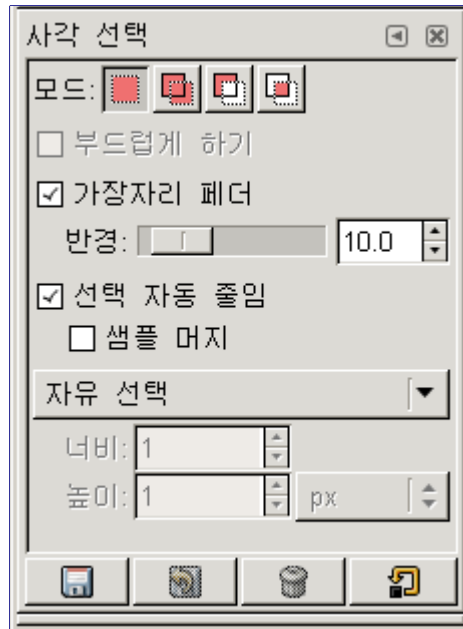 사각 선택
모드:
부드럽게 하기
가장자리 페더
반경: 10.0
선택 자동 줄임
샘플 머지
자유 선택
너비: 1
높이: 1 px